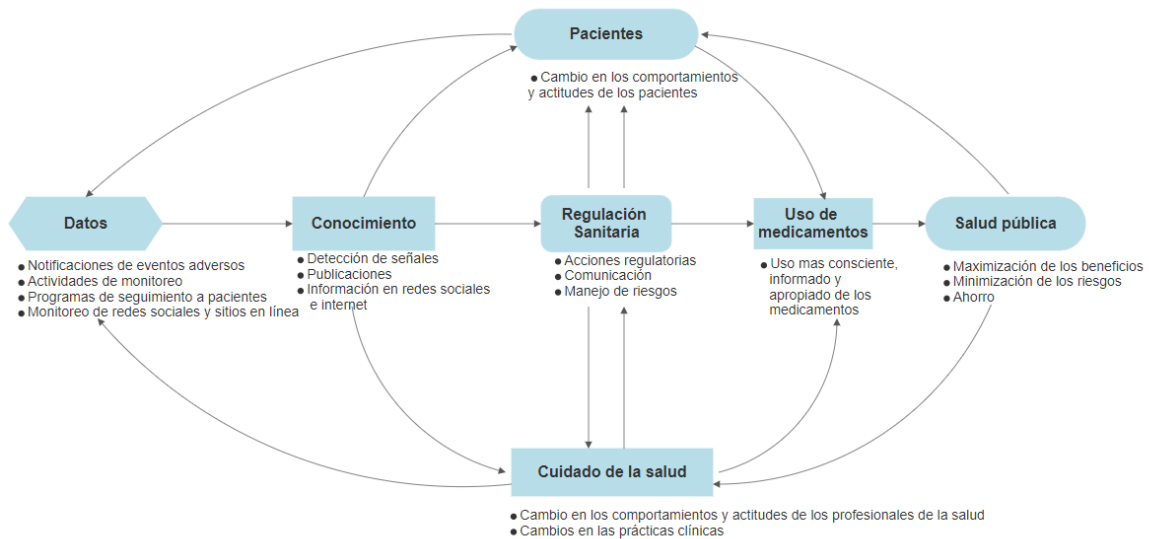 Pacientes
● Cambio en los comportamientos
y actitudes de los pacientes
Datos
● Notificaciones de eventos adversos
● Actividades de monitoreo
● Programas de seguimiento a pacientes
● Monitoreo de redes sociales y sitios en línea
Conocimiento
● Detección de señales
● Publicaciones
● Información en redes sociales
e internet
Regulación
Sanitaria
● Acciones regulatorias
● Comunicación
● Manejo de riesgos
Uso de
medicamentos
● Uso mas consciente,
informado y
apropiado de los
medicamentos
Salud pública
● Maximización de los beneficios
● Minimización de los riesgos
● Ahorro
Cuidado de la salud
● Cambio en los comportamientos y actitudes de los profesionales de la salud
● Cambios en las prácticas clínicas